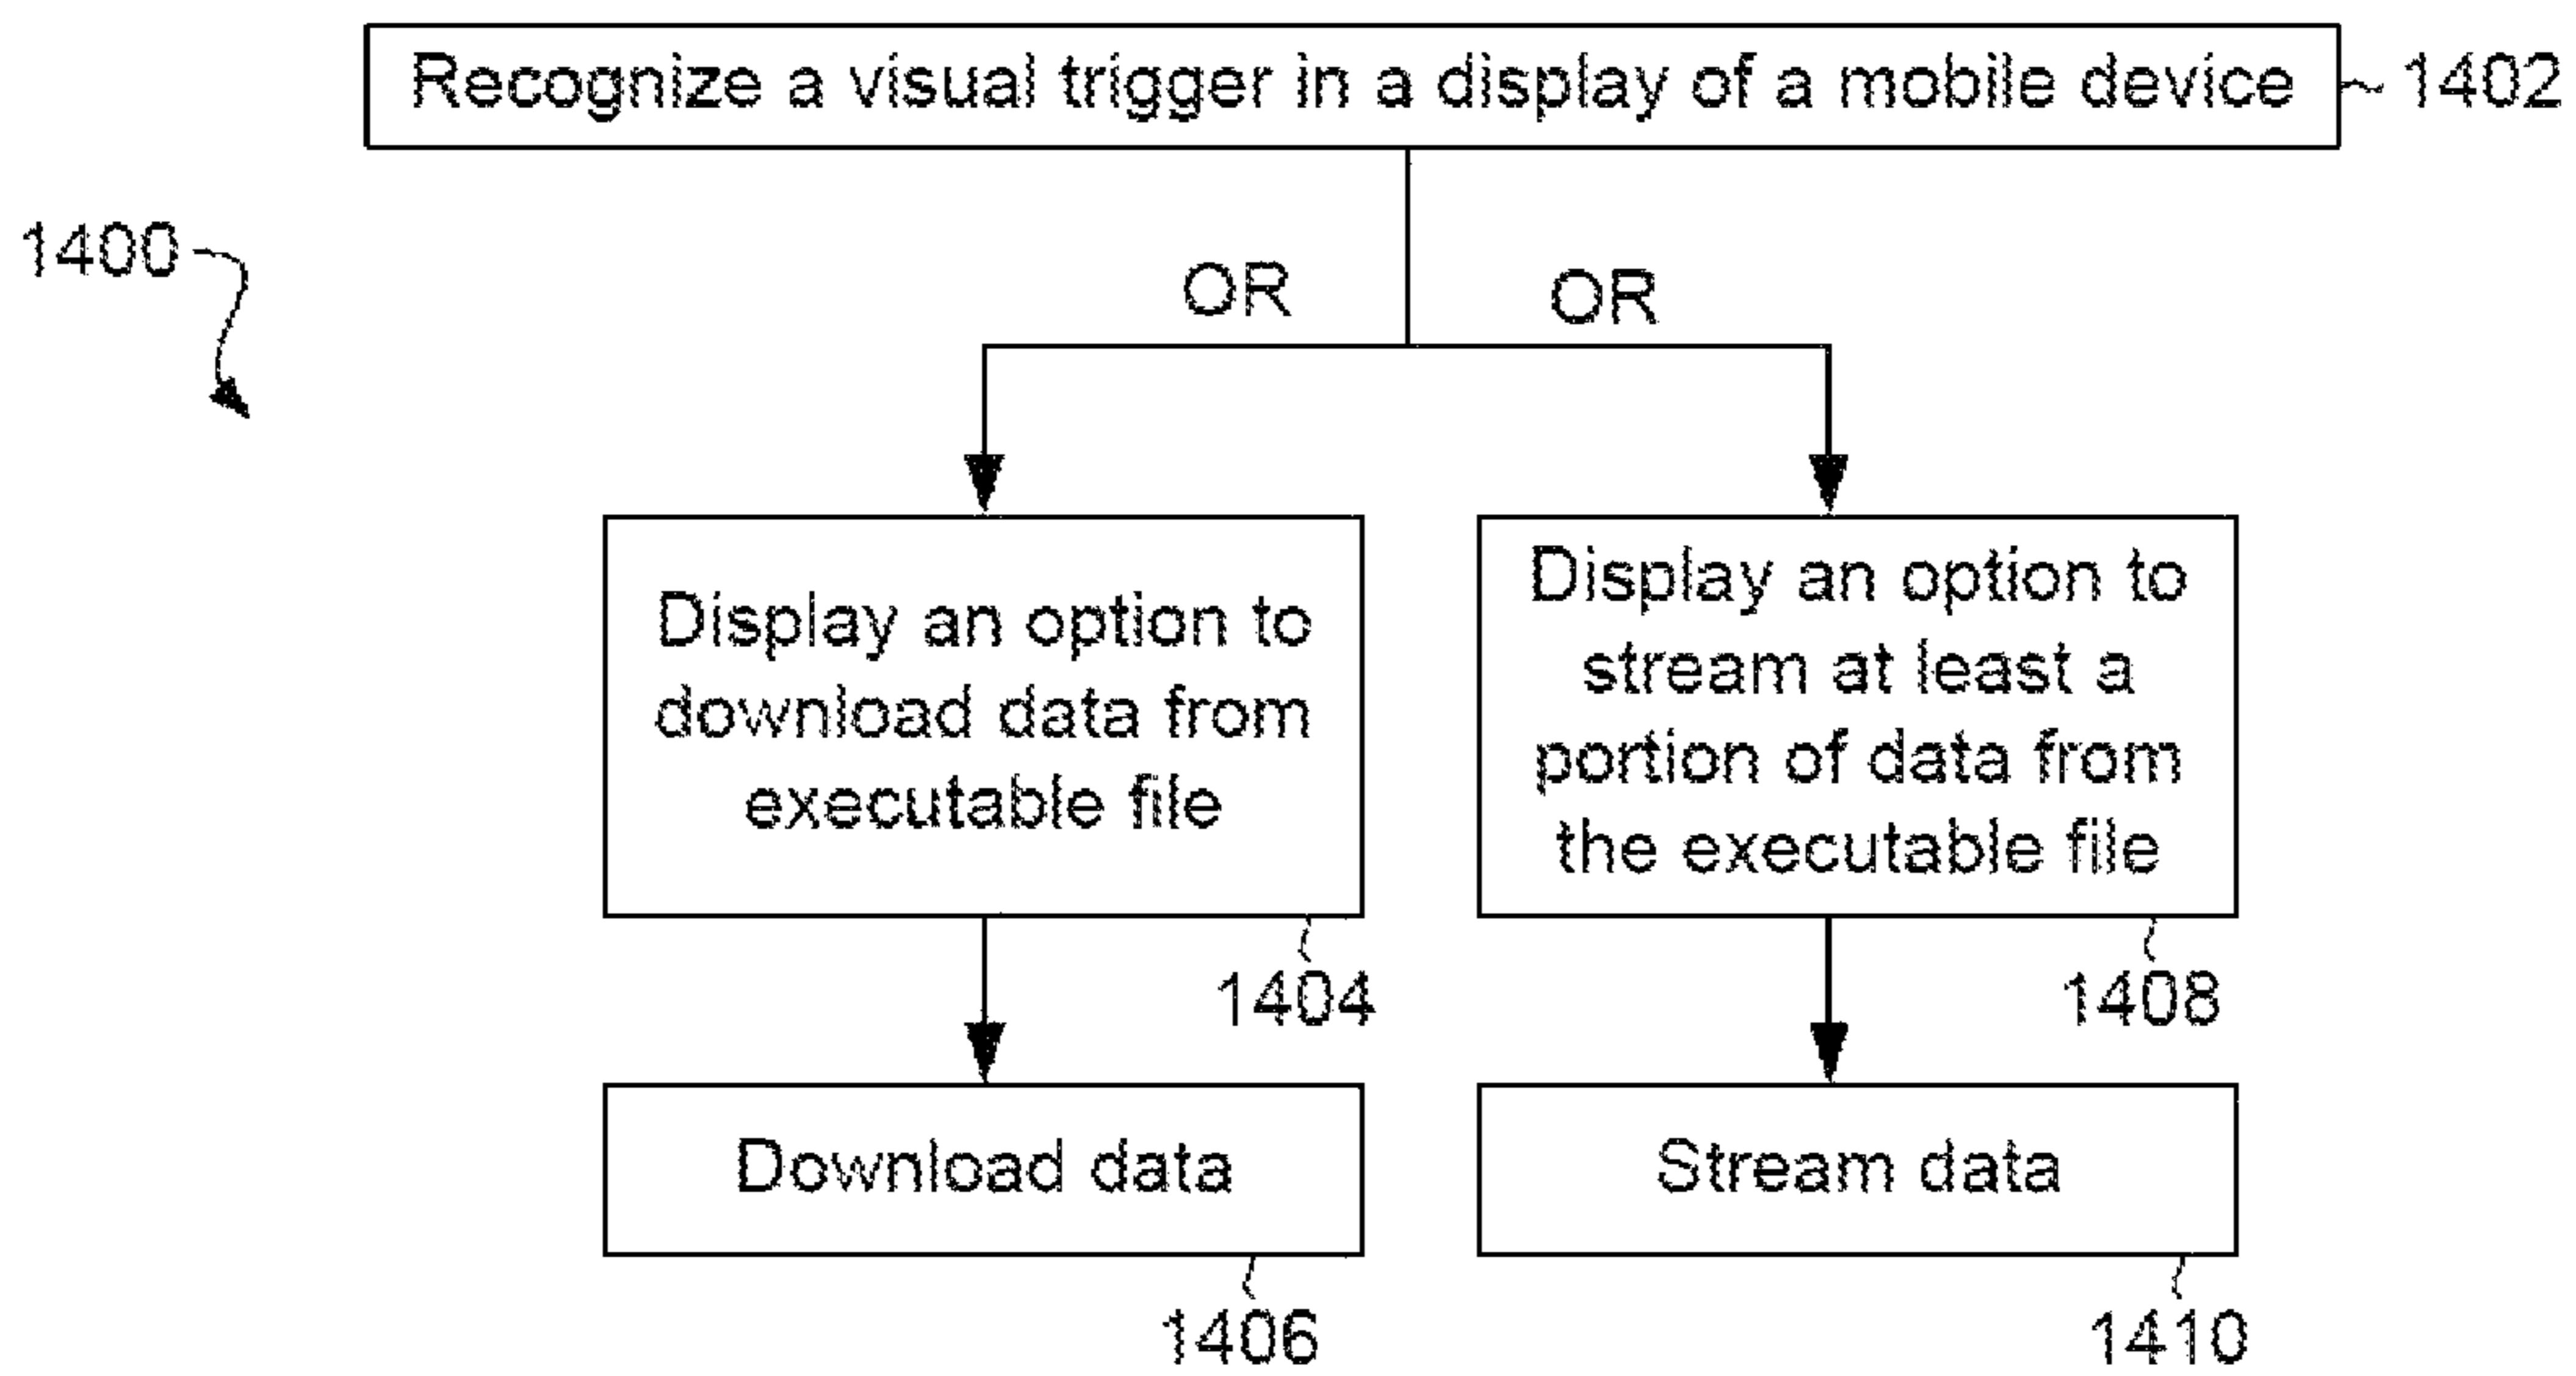 Recognize a visual trigger in a display of a mobile device
1402
1400
OR
OR
Display an option to
download data from
executable file
1404
Display an option to
stream at least a
portion of data from
the executable file
1408
Download data
1406
Stream data
1410